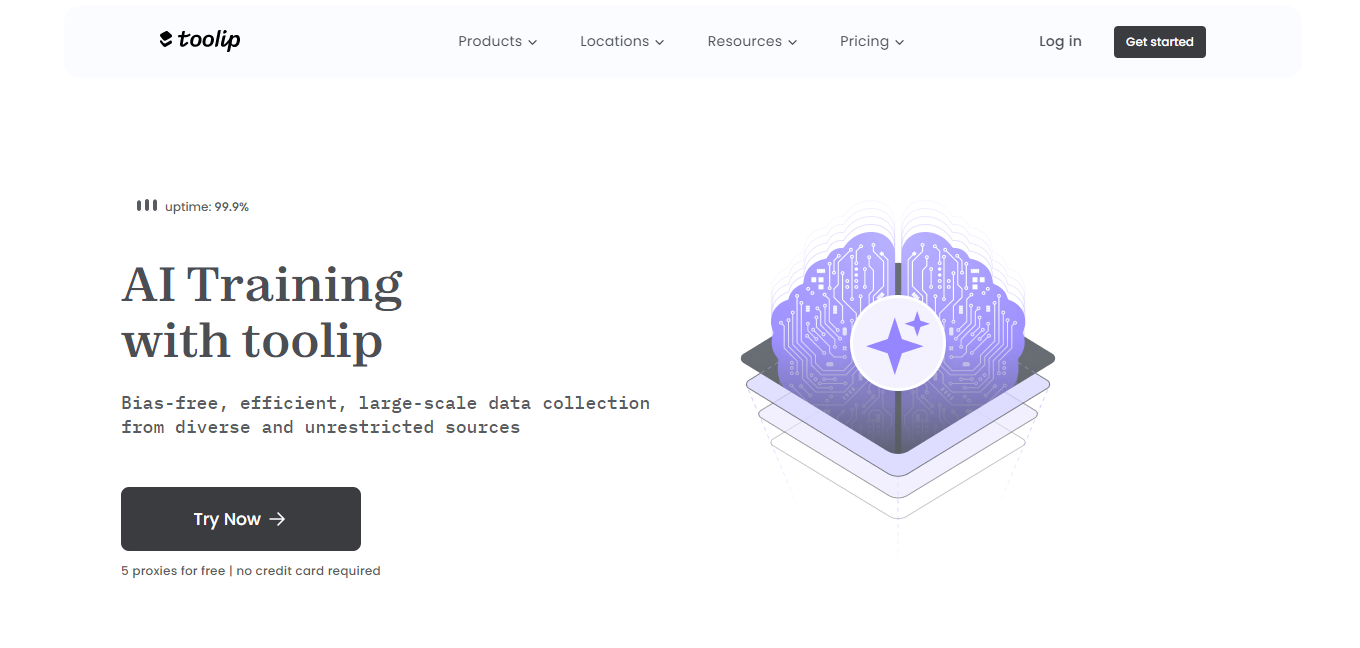 toolip
Products
Locations
Resources
Pricing
Log in
Get started
uptime: 99.9%
AI Training
with toolip
Bias-free, efficient, large-scale data collection
from diverse and unrestricted sources
Try Now →
5 proxies for free | no credit card required